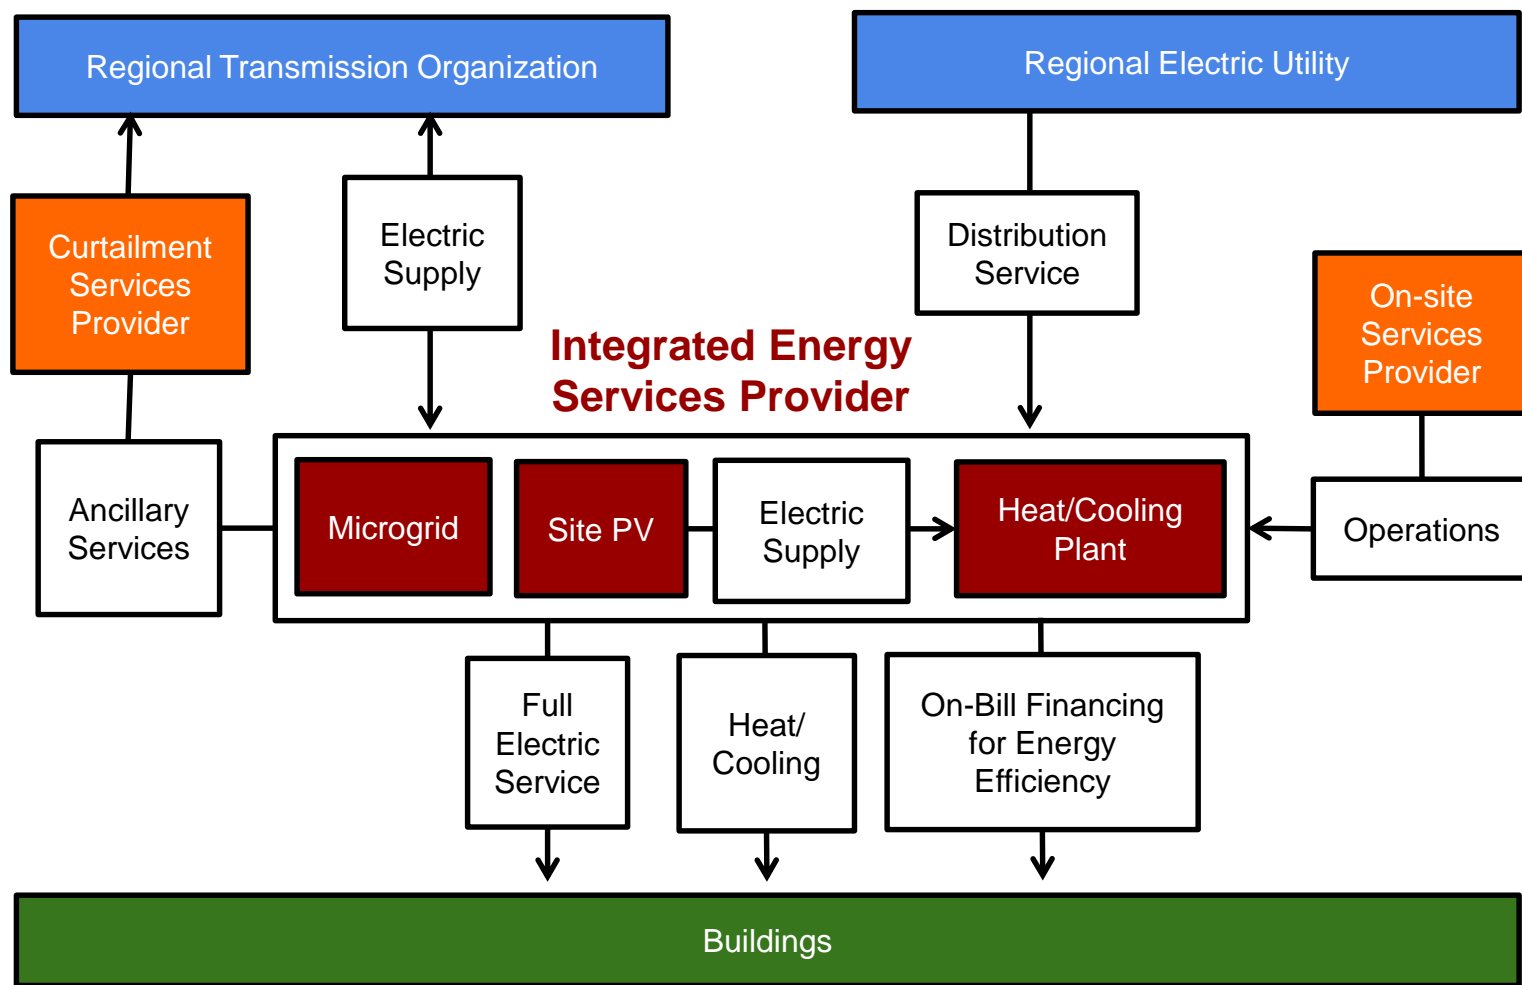 Regional Transmission Organization
Regional Electric Utility
Curtailment
Services
Provider
Electric
Supply
Distribution
Service
On-site
Services
Provider
Integrated Energy
Services Provider
Ancillary
Services
Microgrid
Site PV
Electric
Supply
Heat/Cooling
Plant
Operations
Full
Electric
Service
Heat/
Cooling
On-Bill Financing
for Energy
Efficiency
Buildings